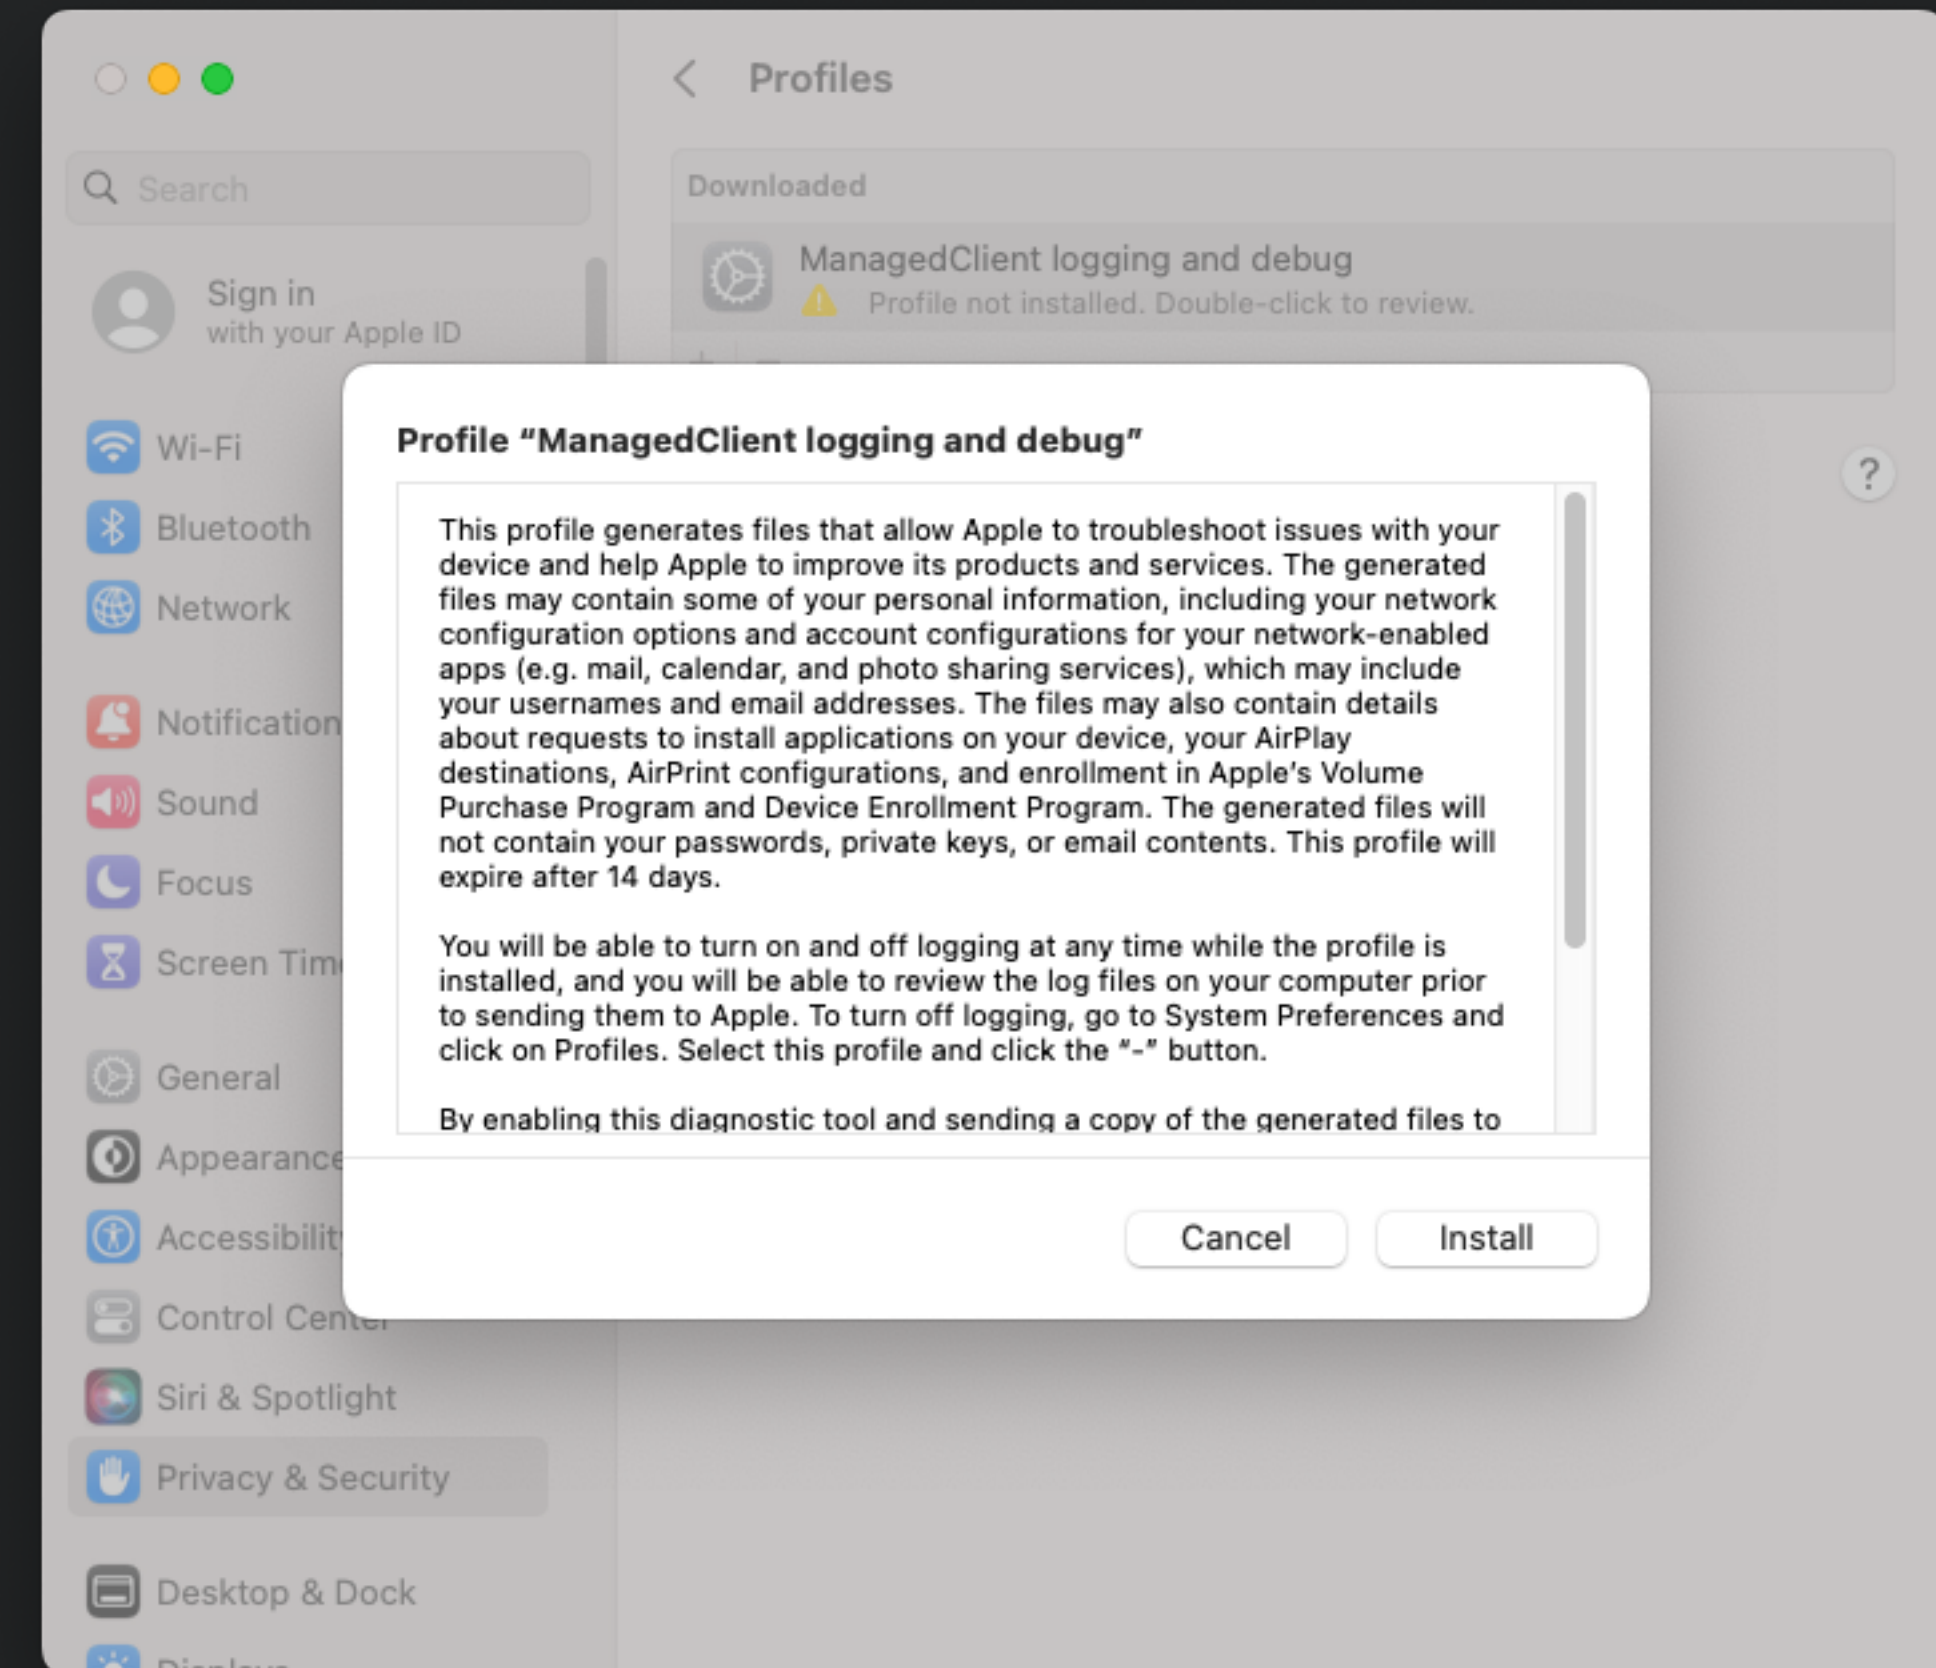 Profiles
Search
Downloaded
ManagedClient logging and debug
Profile not installed. Double-click to review.
Sign in
with your Apple ID
Wi-Fi
Bluetooth
Network
Notification
Sound
Focus
Screen Tim
General
Appearance
Accessibility
Control Center
Siri & Spotlight
Privacy & Security
Desktop & Dock
Displays
?
Profile “ManagedClient logging and debug”
This profile generates files that allow Apple to troubleshoot issues with your
device and help Apple to improve its products and services. The generated
files may contain some of your personal information, including your network
configuration options and account configurations for your network-enabled
apps (e.g. mail, calendar, and photo sharing services), which may include
your usernames and email addresses. The files may also contain details
about requests to install applications on your device, your AirPlay
destinations, AirPrint configurations, and enrollment in Apple’s Volume
Purchase Program and Device Enrollment Program. The generated files will
not contain your passwords, private keys, or email contents. This profile will
expire after 14 days.
You will be able to turn on and off logging at any time while the profile is
installed, and you will be able to review the log files on your computer prior
to sending them to Apple. To turn off logging, go to System Preferences and
click on Profiles. Select this profile and click the “-” button.
By enabling this diagnostic tool and sending a copy of the generated files to
Cancel
Install